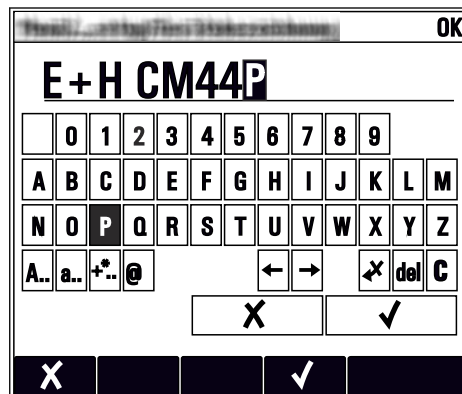 OK
E+H CM44P
0 1 2 3 4 5 6 7 8 9
A B C D E F G H I J K L M
N O P Q R S T U V W X Y Z
A.. a.. +*.. @ ← → del C